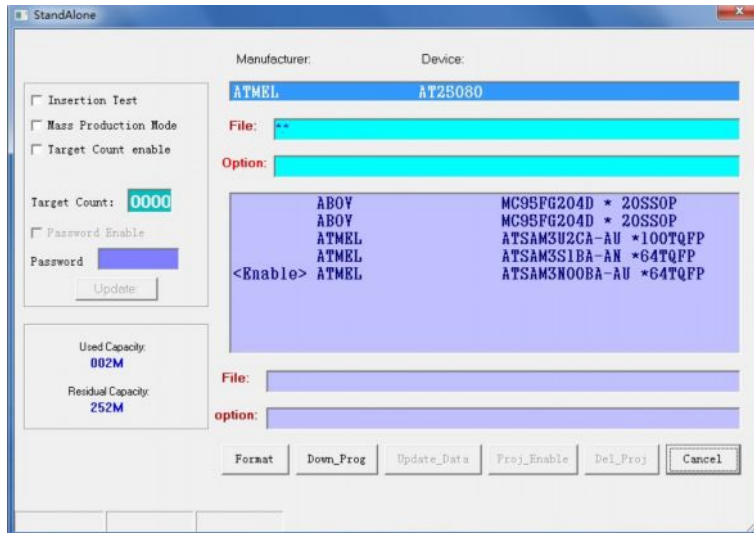 StandAlone
Manufacturer: Device:
ATMEL AT25080
Insertion Test
Mass Production Mode
Target Count enable
File: **
Option:
Target Count: 0000
Password Enable
Password
Update
ABOV MC95FG204D * 20SSOP
ABOV MC95FG204D * 20SSOP
ATMEL ATSAM3U2CA-AU *100TQFP
ATMEL ATSAM3S1BA-AN *64TQFP
<Enable> ATMEL ATSAM3N00BA-AU *64TQFP
Used Capacity:
002M
Residual Capacity:
252M
File:
option:
Format Down_Prog Update_Data Proj_Enable Del_Proj Cancel